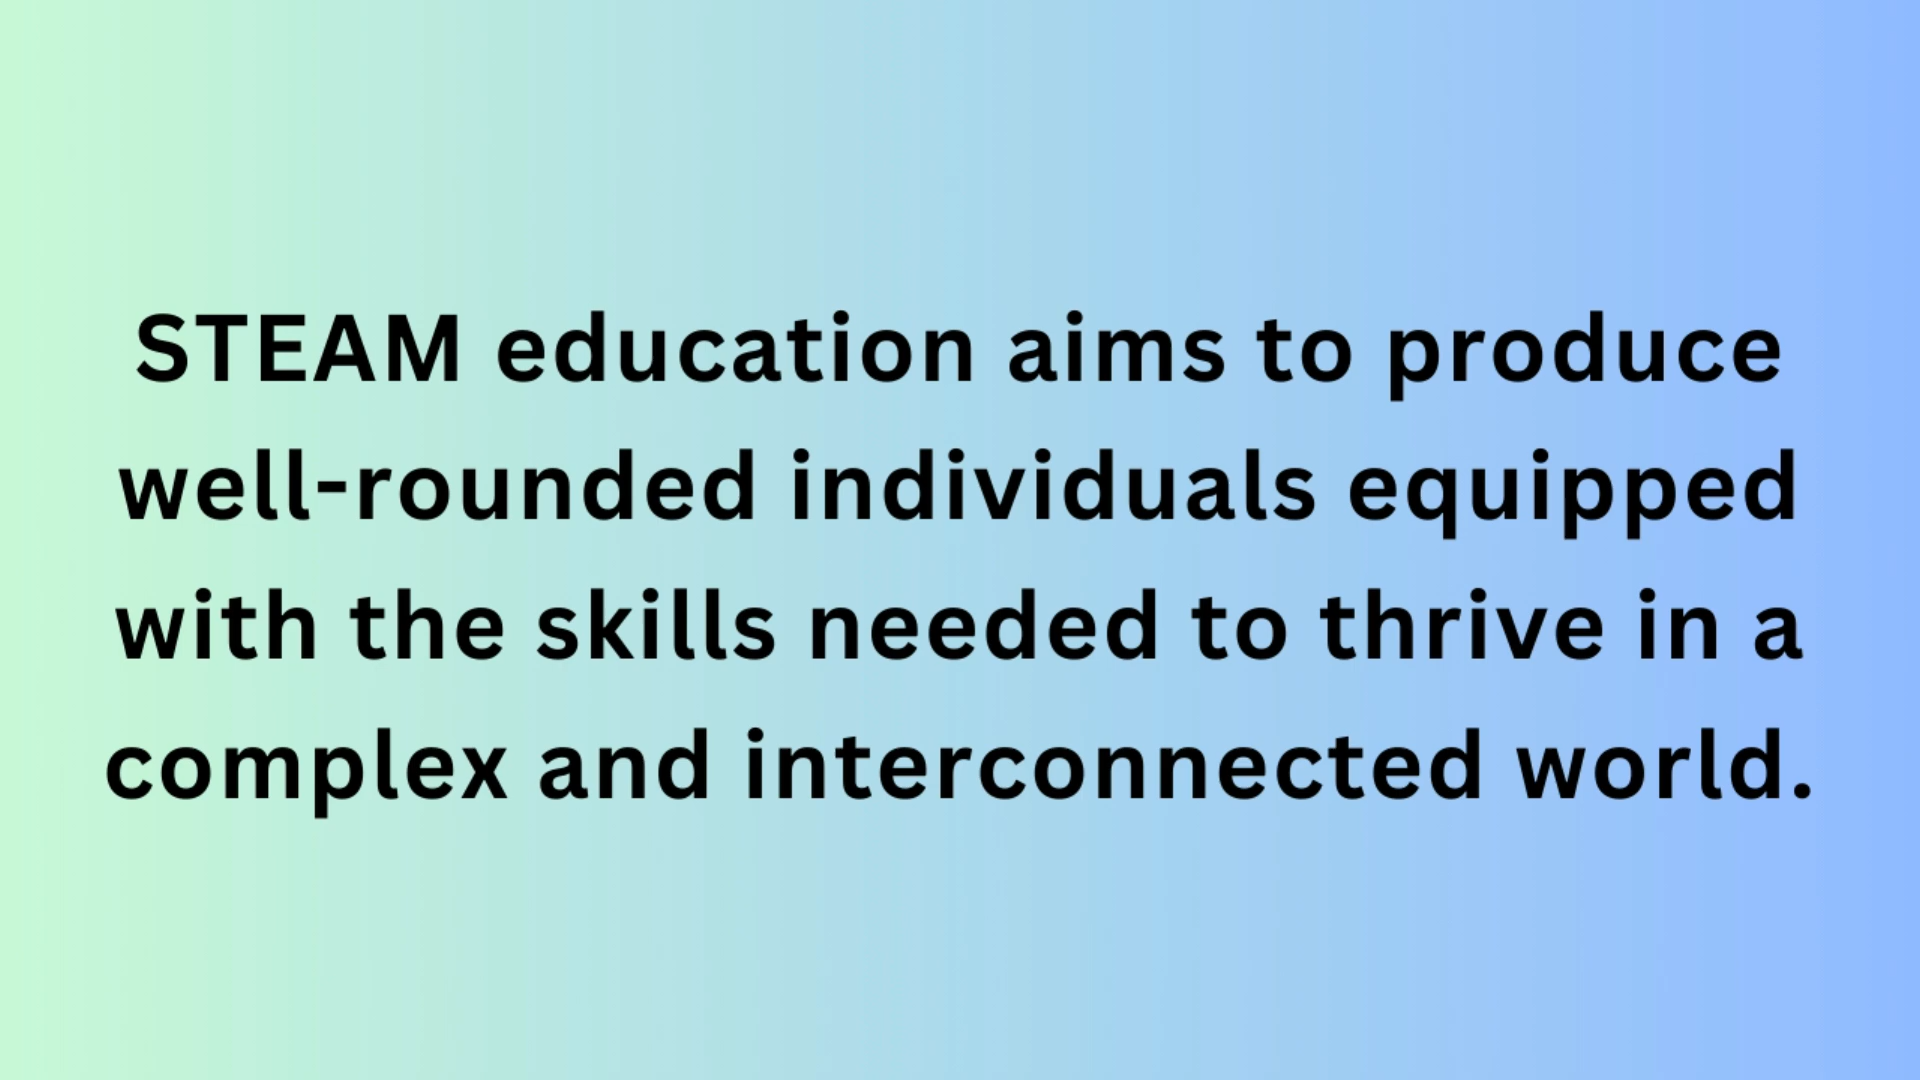 STEAM education aims to produce
well-rounded individuals equipped
with the skills needed to thrive in a
complex and interconnected world.